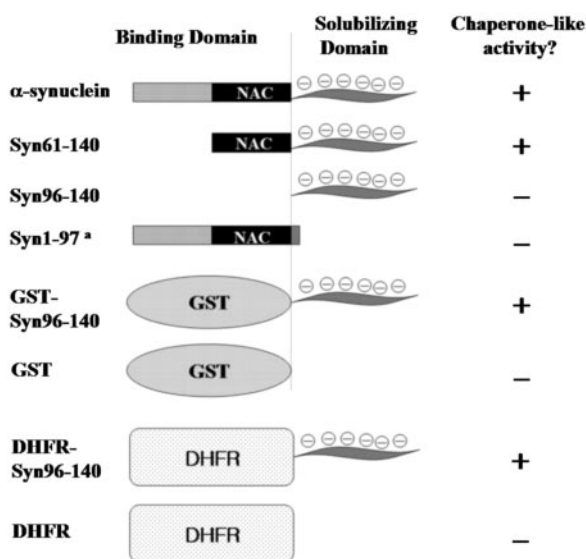 Binding Domain Solubilizing Domain Chaperone-like activity?
α-synuclein NAC ⊖⊖⊖⊖⊖⊖ +
Syn61-140 NAC ⊖⊖⊖⊖⊖⊖ +
Syn96-140 ⊖⊖⊖⊖⊖⊖ –
Syn1-97 ᵃ NAC –
GST-
Syn96-140 GST ⊖⊖⊖⊖⊖⊖ +
GST GST –
DHFR-
Syn96-140 DHFR ⊖⊖⊖⊖⊖⊖ +
DHFR DHFR –